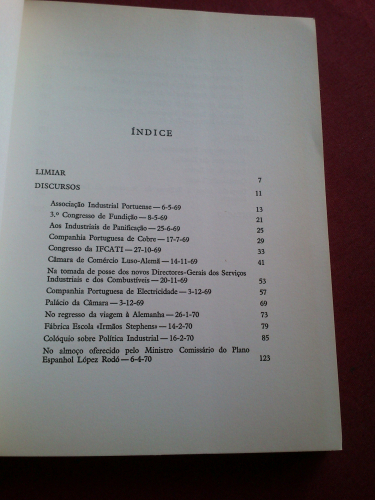 ÍNDICE
LIMIAR 7
DISCURSOS 11
Associação Industrial Portuense — 6-5-69 13
3.º Congresso de Fundição — 8-5-69 21
Aos Industriais de Panificação — 25-6-69 25
Companhia Portuguesa de Cobre — 17-7-69 29
Congresso da IFCATI — 27-10-69 33
Câmara de Comércio Luso-Alemã — 14-11-69 41
Na tomada de posse dos novos Directores-Gerais dos Serviços
Industriais e dos Combustíveis — 20-11-69 53
Companhia Portuguesa de Electricidade — 3-12-69 57
Palácio da Câmara — 3-12-69 69
No regresso da viagem à Alemanha — 26-1-70 73
Fábrica Escola «Irmãos Stephens» — 14-2-70 79
Colóquio sobre Política Industrial — 16-2-70 85
No almoço oferecido pelo Ministro Comissário do Plano
Espanhol López Rodó — 6-4-70 123